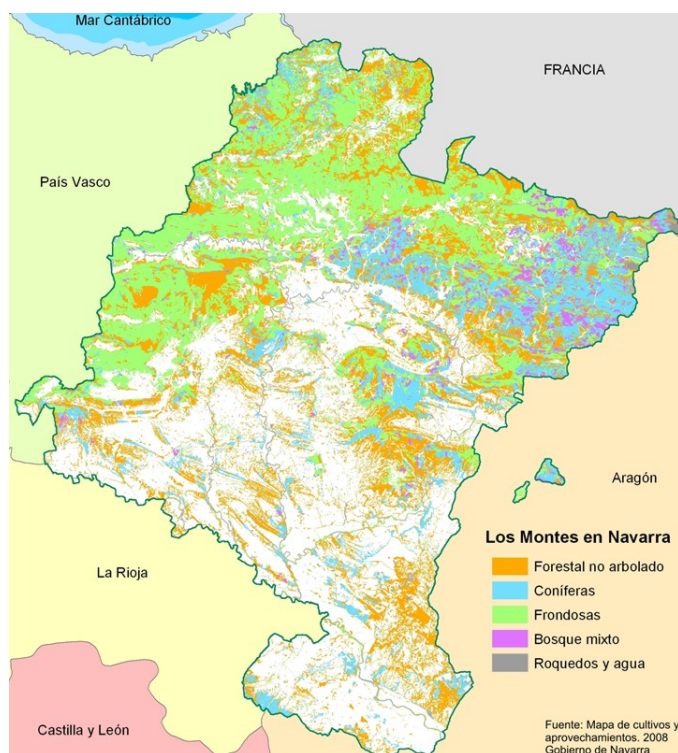 Mar Cantábrico
FRANCIA
País Vasco
Aragón
La Rioja
Castilla y León
Los Montes en Navarra
Forestal no arbolado
Coníferas
Frondosas
Bosque mixto
Roquedos y agua
Fuente: Mapa de cultivos y
aprovechamientos. 2008
Gobierno de Navarra